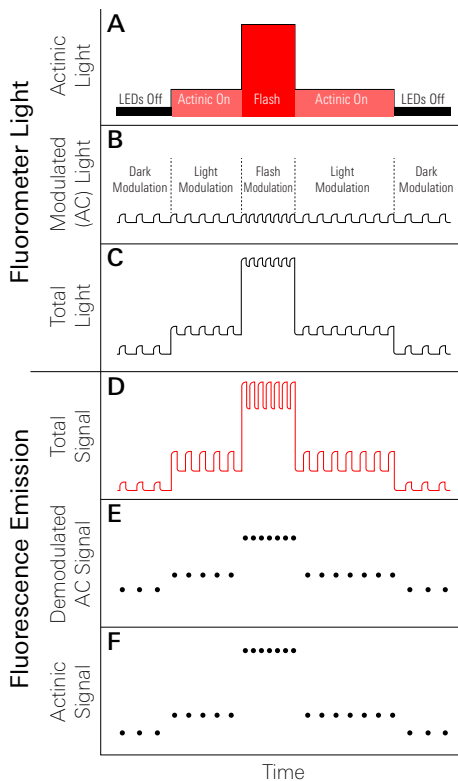 Fluorometer Light
Fluorescence Emission
A
Actinic
Light
LEDs Off
Actinic On
Flash
Actinic On
LEDs Off
B
Modulated
(AC) Light
Dark
Modulation
Light
Modulation
Flash
Modulation
Light
Modulation
Dark
Modulation
C
Total
Light
D
Total
Signal
E
Demodulated
AC Signal
F
Actinic
Signal
Time